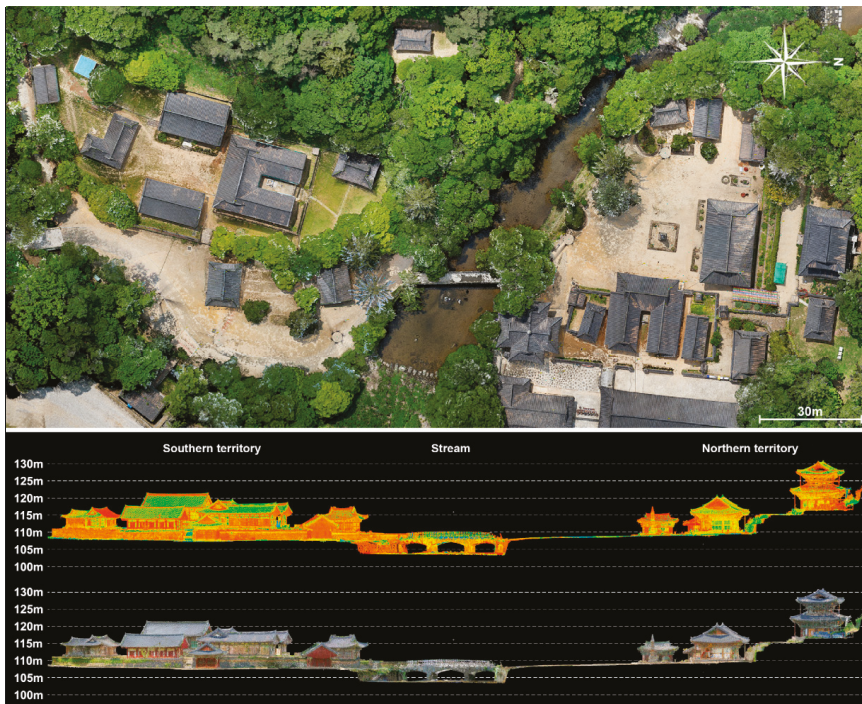 N
30m
Southern territory Stream Northern territory
130m
125m
120m
115m
110m
105m
100m
130m
125m
120m
115m
110m
105m
100m